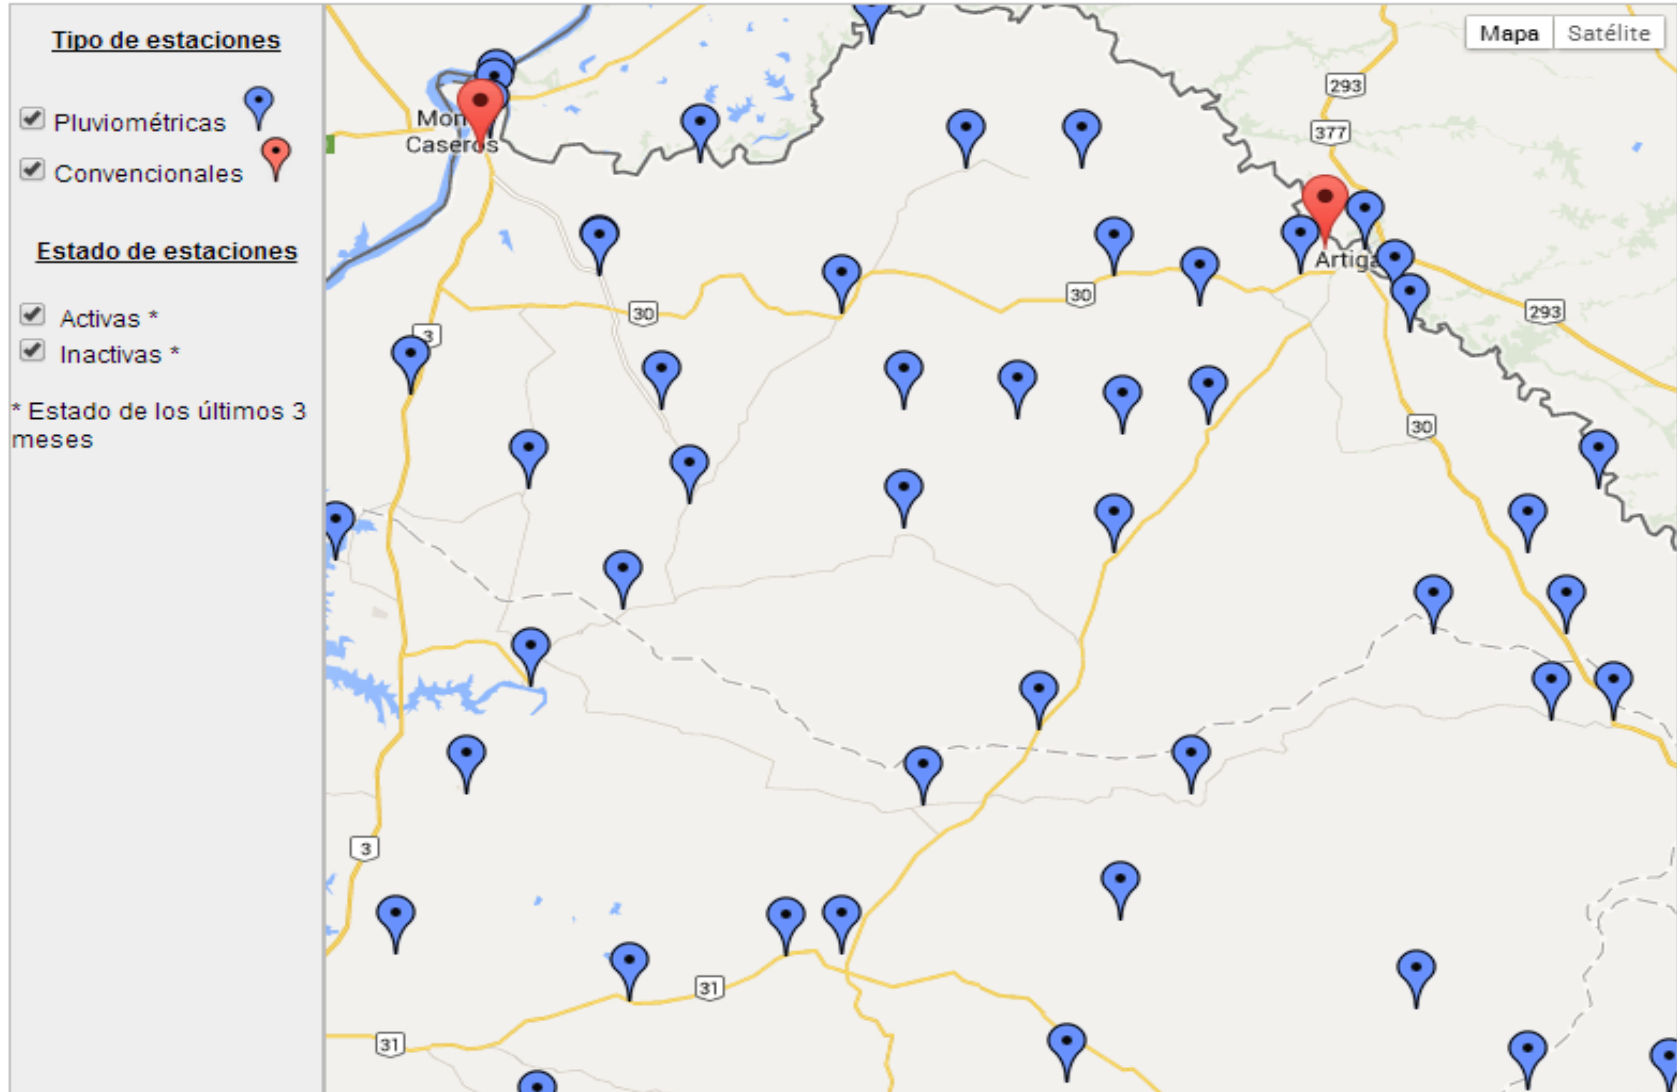 Tipo de estaciones
Pluviométricas
Convencionales
Estado de estaciones
Activas *
Inactivas *
* Estado de los últimos 3
meses
Mapa
Satélite
293
377
Mon
Caseros
Artiga
30
30
293
3
30
3
31
31